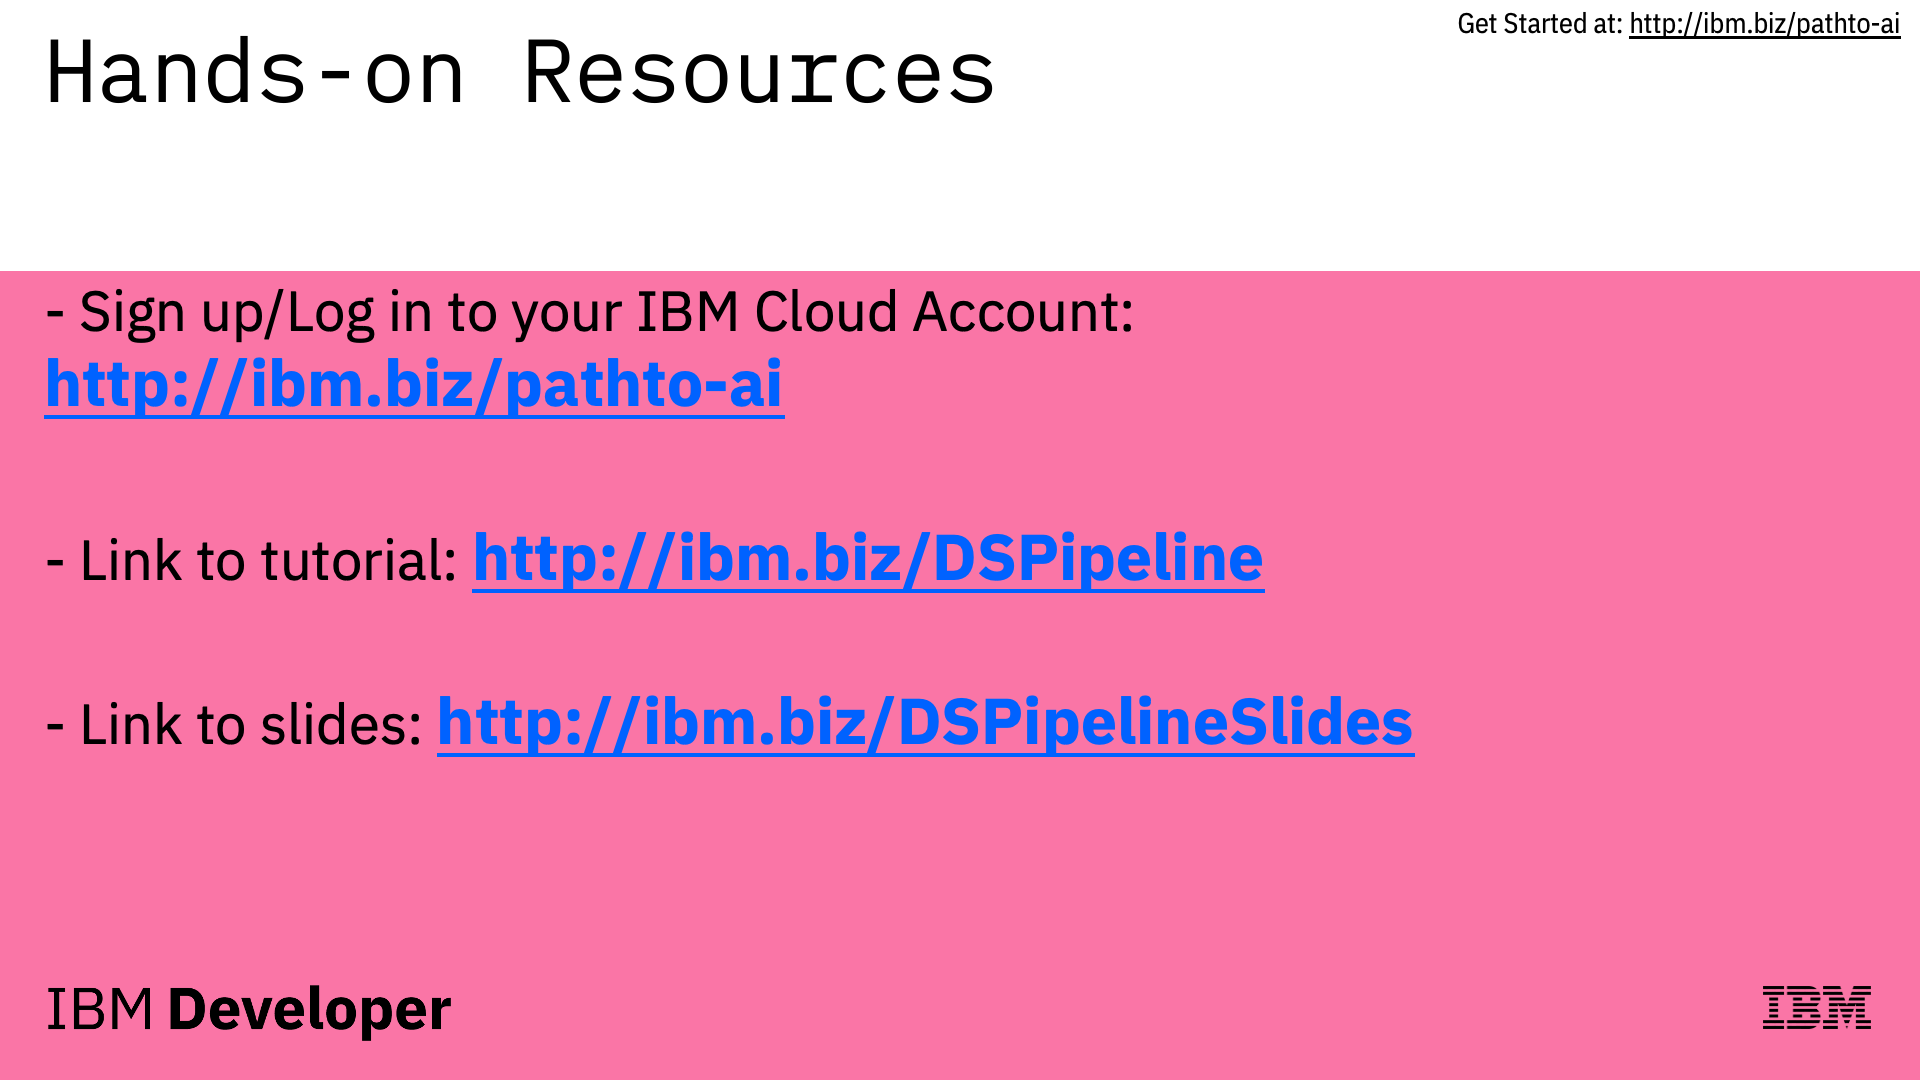 Get Started at: http://ibm.biz/pathto-ai
Hands-on Resources
- Sign up/Log in to your IBM Cloud Account:
http://ibm.biz/pathto-ai
- Link to tutorial: http://ibm.biz/DSPipeline
- Link to slides: http://ibm.biz/DSPipelineSlides
IBM Developer
IBM